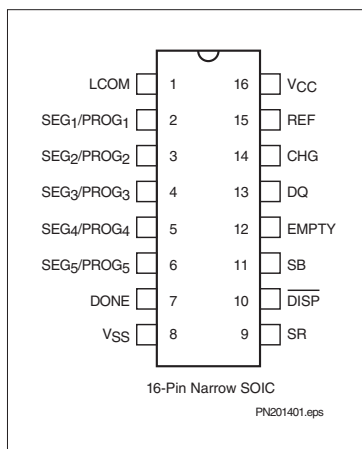 LCOM 1 16 VCC
SEG1/PROG1 2 15 REF
SEG2/PROG2 3 14 CHG
SEG3/PROG3 4 13 DQ
SEG4/PROG4 5 12 EMPTY
SEG5/PROG5 6 11 SB
DONE 7 10 DISP
VSS 8 9 SR
16-Pin Narrow SOIC
PN201401.eps